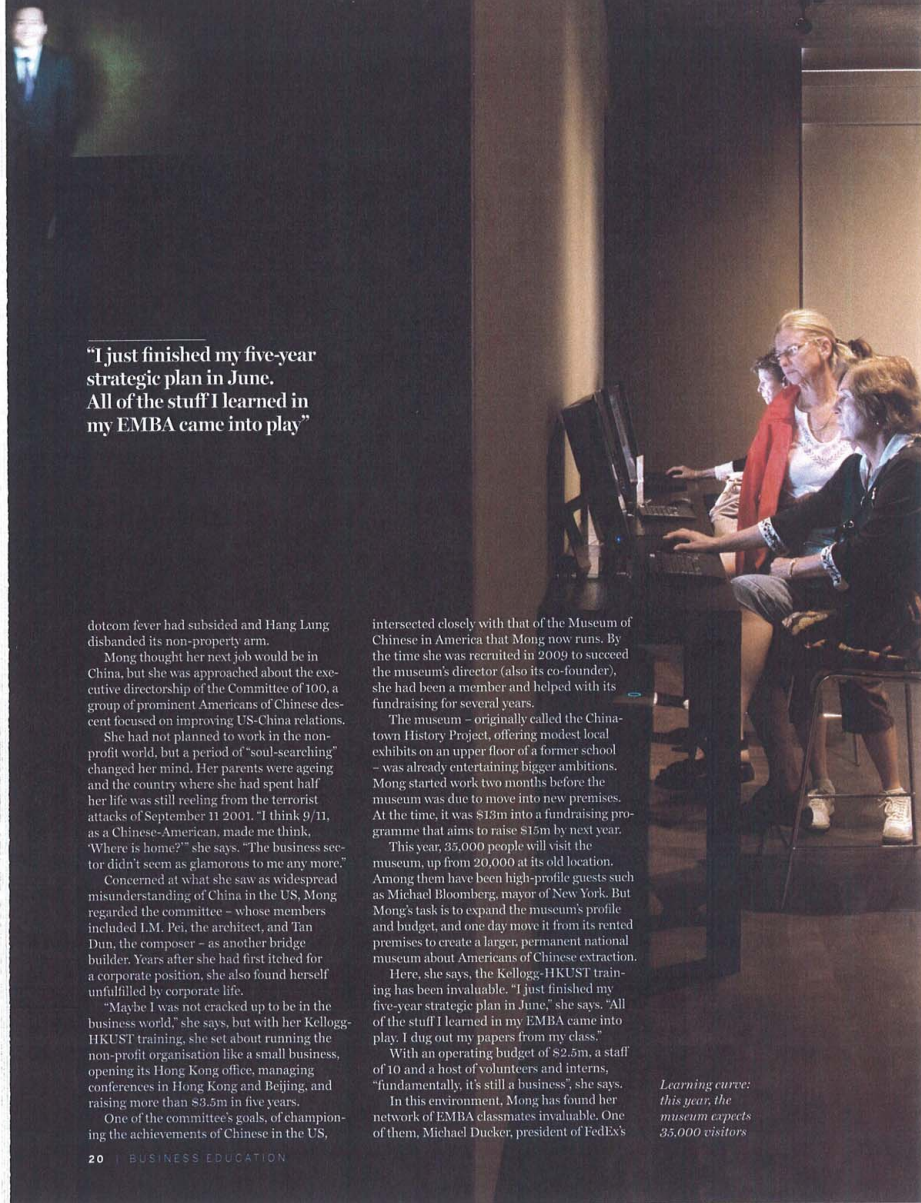 “I just finished my five-year
strategic plan in June.
All of the stuff I learned in
my EMBA came into play”
dotcom fever had subsided and Hang Lung
disbanded its non-property arm.
Mong thought her next job would be in
China, but she was approached about the exe-
cutive directorship of the Committee of 100, a
group of prominent Americans of Chinese des-
cent focused on improving US-China relations.
She had not planned to work in the non-
profit world, but a period of “soul-searching”
changed her mind. Her parents were ageing
and the country where she had spent half
her life was still reeling from the terrorist
attacks of September 11 2001. “I think 9/11,
as a Chinese-American, made me think,
‘Where is home?’” she says. “The business sec-
tor didn’t seem as glamorous to me any more.”
Concerned at what she saw as widespread
misunderstanding of China in the US, Mong
regarded the committee – whose members
included I.M. Pei, the architect, and Tan
Dun, the composer – as another bridge
builder. Years after she had first itched for
a corporate position, she also found herself
unfulfilled by corporate life.
“Maybe I was not cracked up to be in the
business world,” she says, but with her Kellogg-
HKUST training, she set about running the
non-profit organisation like a small business,
opening its Hong Kong office, managing
conferences in Hong Kong and Beijing, and
raising more than $3.5m in five years.
One of the committee’s goals, of champion-
ing the achievements of Chinese in the US,
intersected closely with that of the Museum of
Chinese in America that Mong now runs. By
the time she was recruited in 2009 to succeed
the museum’s director (also its co-founder),
she had been a member and helped with its
fundraising for several years.
The museum – originally called the China-
town History Project, offering modest local
exhibits on an upper floor of a former school
– was already entertaining bigger ambitions.
Mong started work two months before the
museum was due to move into new premises.
At the time, it was $13m into a fundraising pro-
gramme that aims to raise $15m by next year.
This year, 35,000 people will visit the
museum, up from 20,000 at its old location.
Among them have been high-profile guests such
as Michael Bloomberg, mayor of New York. But
Mong’s task is to expand the museum’s profile
and budget, and one day move it from its rented
premises to create a larger, permanent national
museum about Americans of Chinese extraction.
Here, she says, the Kellogg-HKUST train-
ing has been invaluable. “I just finished my
five-year strategic plan in June,” she says. “All
of the stuff I learned in my EMBA came into
play. I dug out my papers from my class.”
With an operating budget of $2.5m, a staff
of 10 and a host of volunteers and interns,
“fundamentally, it’s still a business”, she says.
In this environment, Mong has found her
network of EMBA classmates invaluable. One
of them, Michael Ducker, president of FedEx’s
Learning curve:
this year, the
museum expects
35,000 visitors
20 | BUSINESS EDUCATION